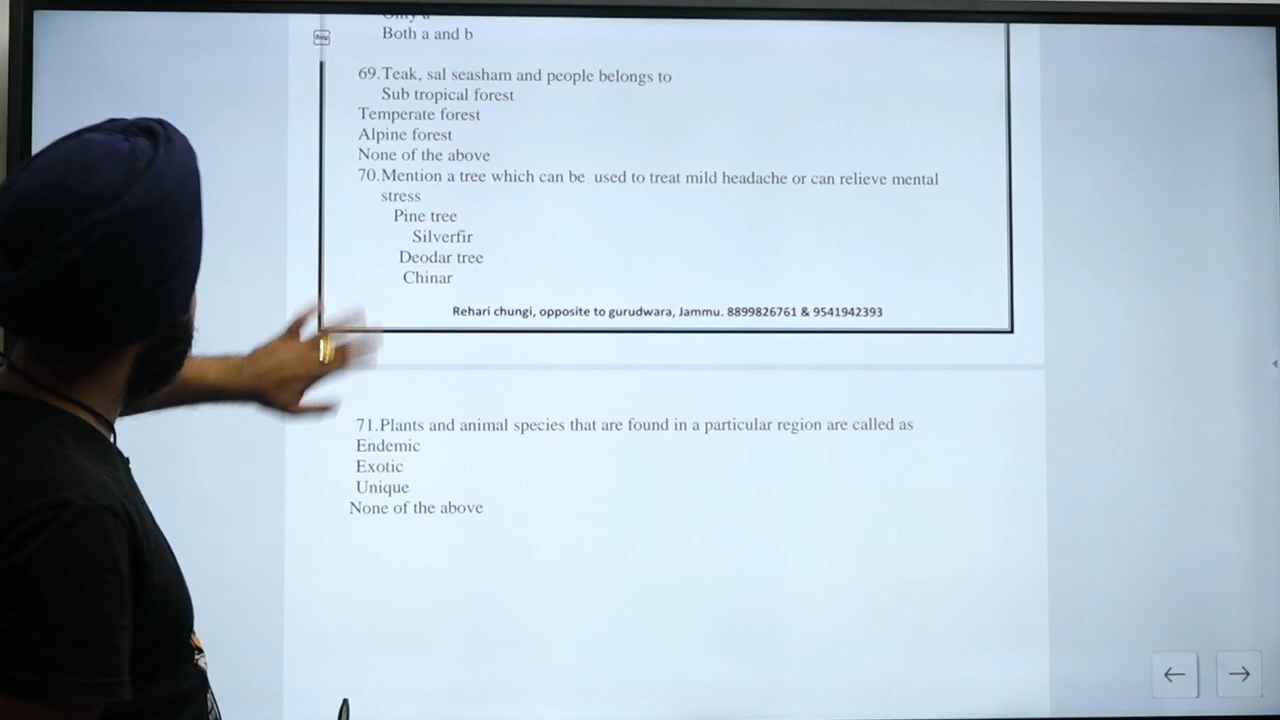 Both a and b
69.Teak, sal seasham and people belongs to
Sub tropical forest
Temperate forest
Alpine forest
None of the above
70.Mention a tree which can be used to treat mild headache or can relieve mental
stress
Pine tree
Silverfir
Deodar tree
Chinar
Rehari chungi, opposite to gurudwara, Jammu. 8899826761 & 9541942393
71.Plants and animal species that are found in a particular region are called as
Endemic
Exotic
Unique
None of the above